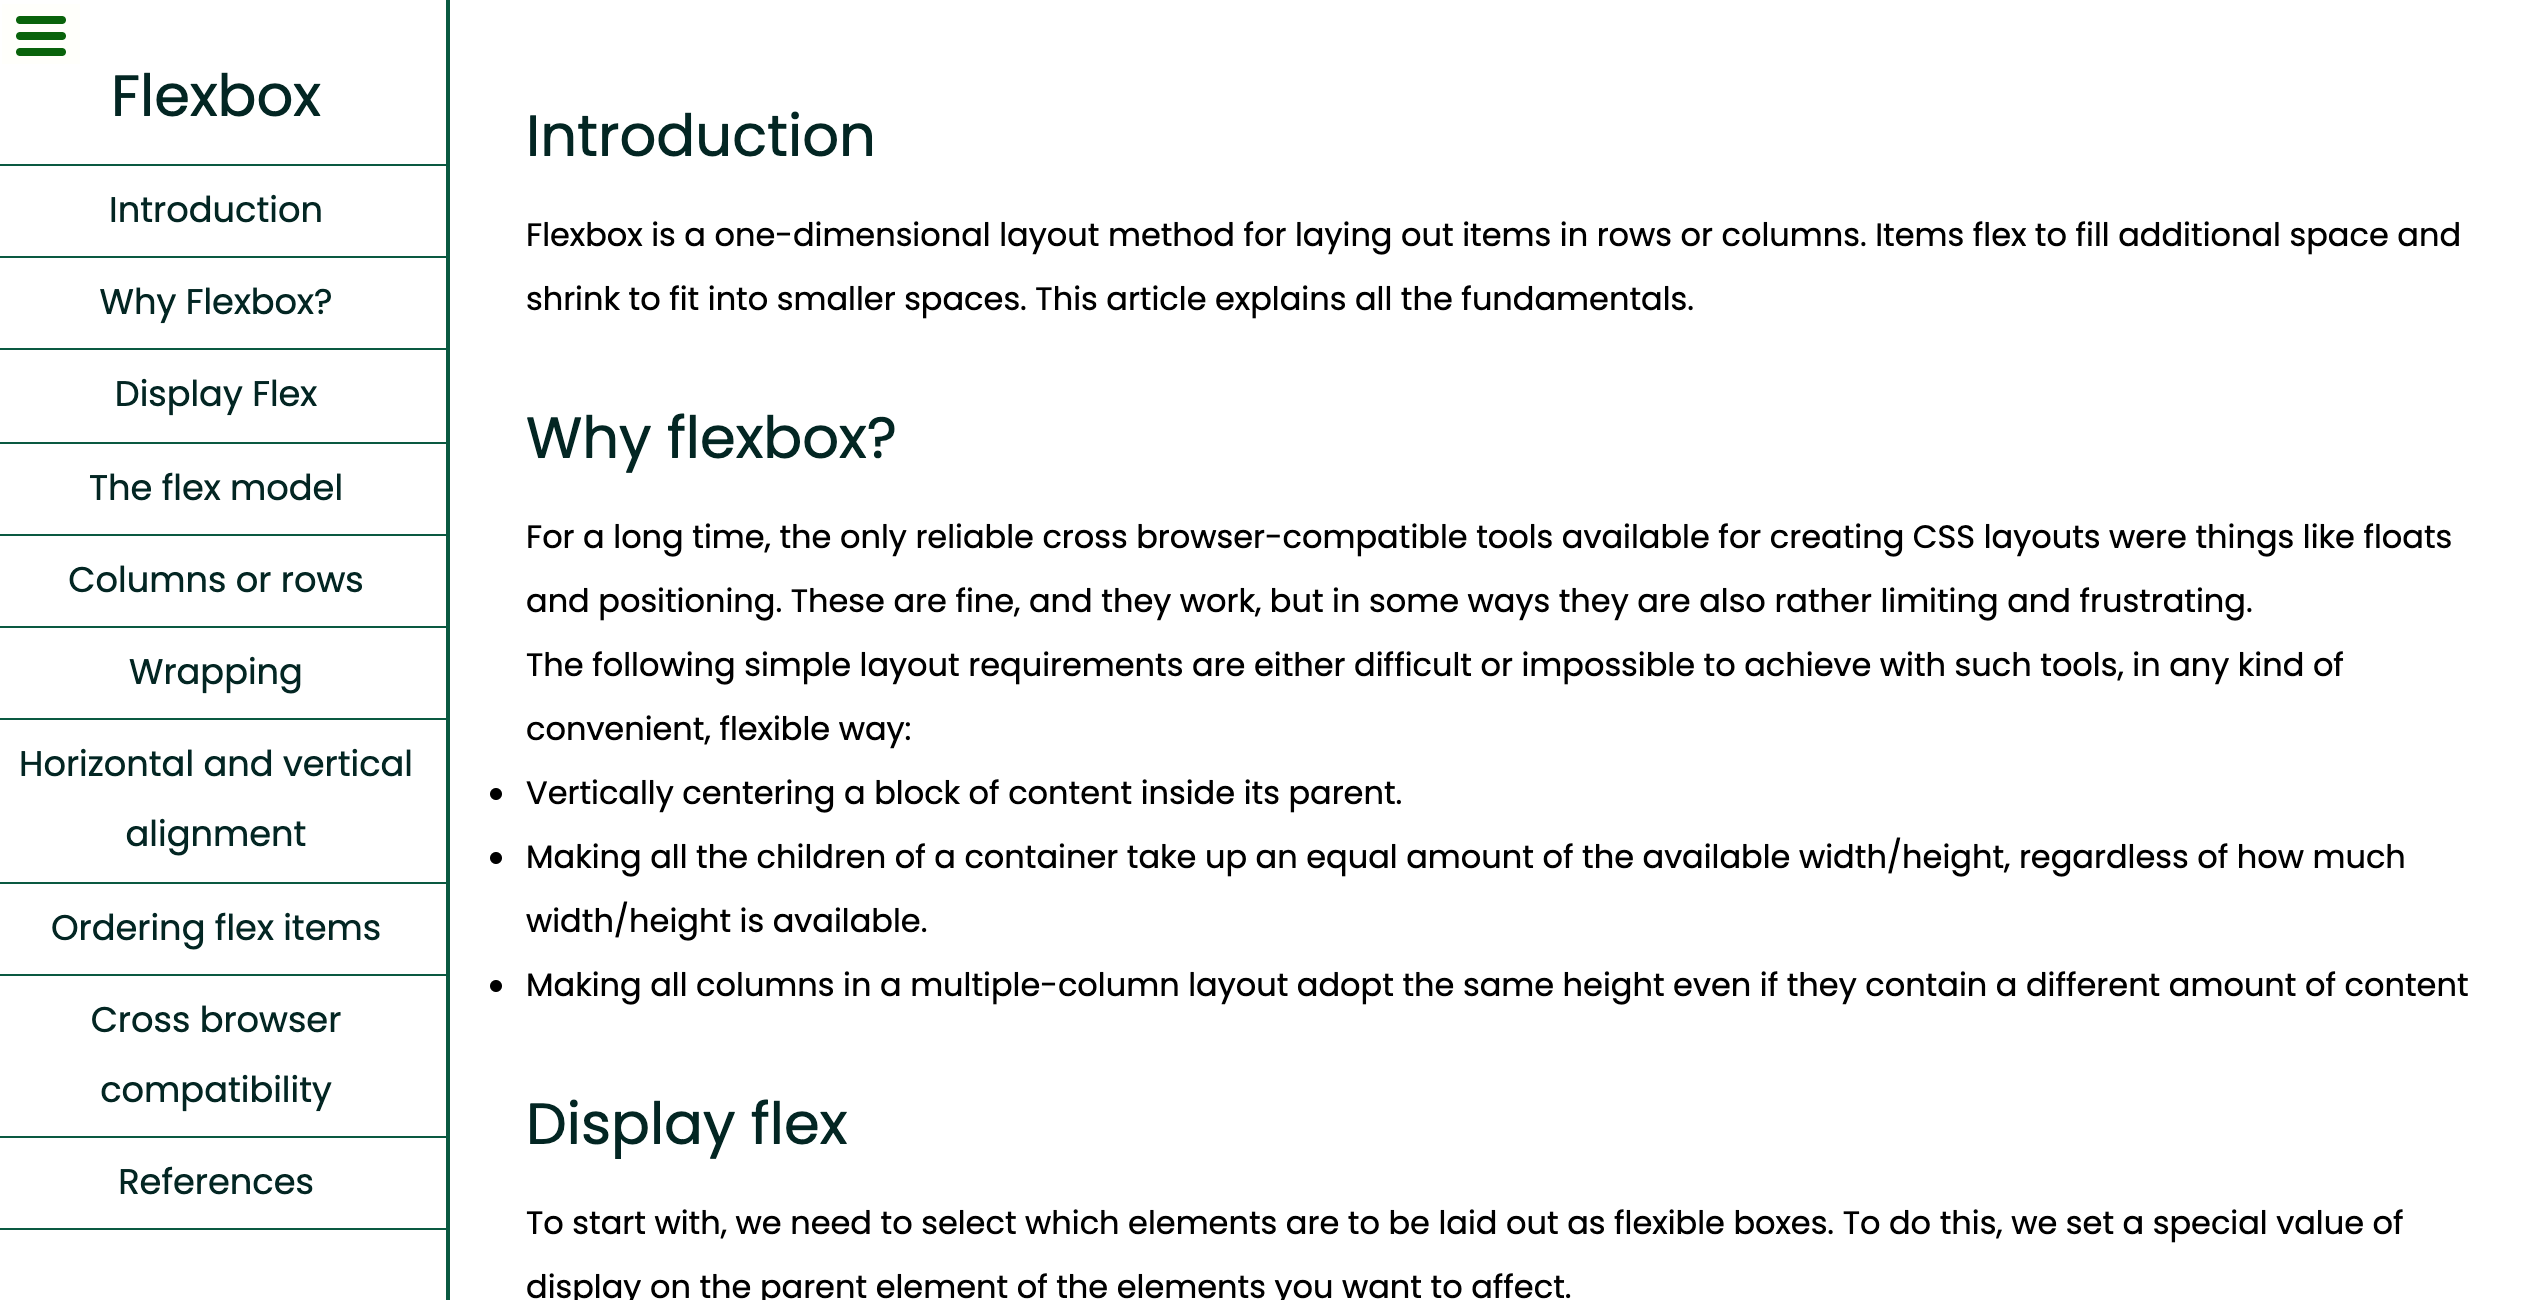 Flexbox
Introduction
Why Flexbox?
Display Flex
The flex model
Columns or rows
Wrapping
Horizontal and vertical
alignment
Ordering flex items
Cross browser
compatibility
References
Introduction
Flexbox is a one-dimensional layout method for laying out items in rows or columns. Items flex to fill additional space and
shrink to fit into smaller spaces. This article explains all the fundamentals.
Why flexbox?
For a long time, the only reliable cross browser-compatible tools available for creating CSS layouts were things like floats
and positioning. These are fine, and they work, but in some ways they are also rather limiting and frustrating.
The following simple layout requirements are either difficult or impossible to achieve with such tools, in any kind of
convenient, flexible way:
• Vertically centering a block of content inside its parent.
• Making all the children of a container take up an equal amount of the available width/height, regardless of how much
width/height is available.
• Making all columns in a multiple-column layout adopt the same height even if they contain a different amount of content
Display flex
To start with, we need to select which elements are to be laid out as flexible boxes. To do this, we set a special value of
display on the parent element of the elements you want to affect.